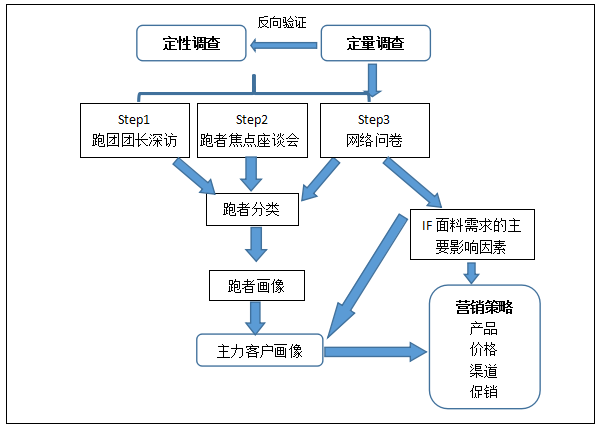 反向验证
定性调查
定量调查
Step1
跑团团长深访
Step2
跑者焦点座谈会
Step3
网络问卷
跑者分类
IF 面料需求的主
要影响因素
跑者画像
营销策略
产品
价格
渠道
促销
主力客户画像